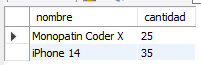 nombre cantidad
Monopatin Coder X 25
iPhone 14 35